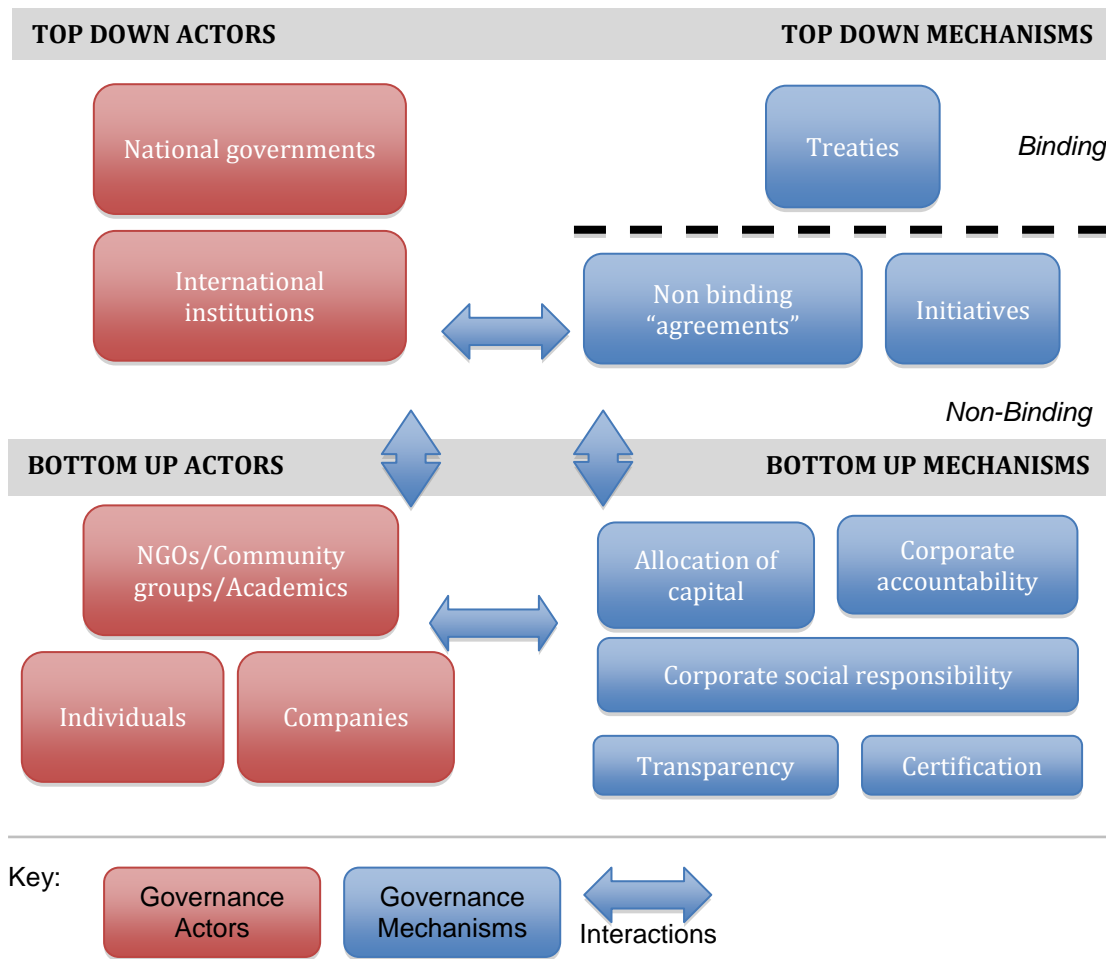 TOP DOWN ACTORS
TOP DOWN MECHANISMS
National governments
Treaties
Binding
International
institutions
Non binding
“agreements”
Initiatives
Non-Binding
BOTTOM UP ACTORS
BOTTOM UP MECHANISMS
NGOs/Community
groups/Academics
Allocation of
capital
Corporate
accountability
Corporate social responsibility
Individuals
Companies
Transparency
Certification
Key:
Governance
Actors
Governance
Mechanisms
Interactions